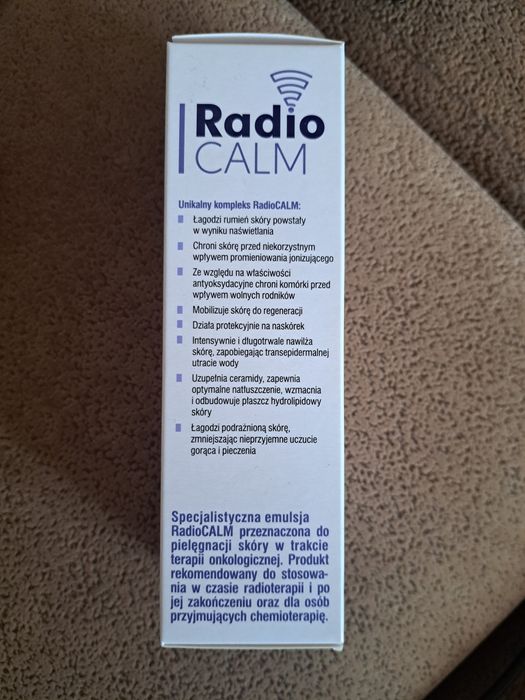 Radio
CALM
Unikalny kompleks RadioCALM:
Łagodzi rumień skóry powstały
w wyniku naświetlania
Chroni skórę przed niekorzystnym
wpływem promieniowania jonizującego
Ze względu na właściwości
antyoksydacyjne chroni komórki przed
wpływem wolnych rodników
Mobilizuje skórę do regeneracji
Działa protekcyjnie na naskórek
Intensywnie i długotrwale nawilża
skórę, zapobiegając transepidermalnej
utracie wody
Uzupełnia ceramidy, zapewnia
optymalne natłuszczenie, wzmacnia
i odbudowuje płaszcz hydrolipidowy
skóry
Łagodzi podrażnioną skórę,
zmniejszając nieprzyjemne uczucie
gorąca i pieczenia
Specjalistyczna emulsja
RadioCALM przeznaczona do
pielęgnacji skóry w trakcie
terapii onkologicznej. Produkt
rekomendowany do stosowa-
nia w czasie radioterapii i po
jej zakończeniu oraz dla osób
przyjmujących chemioterapię.